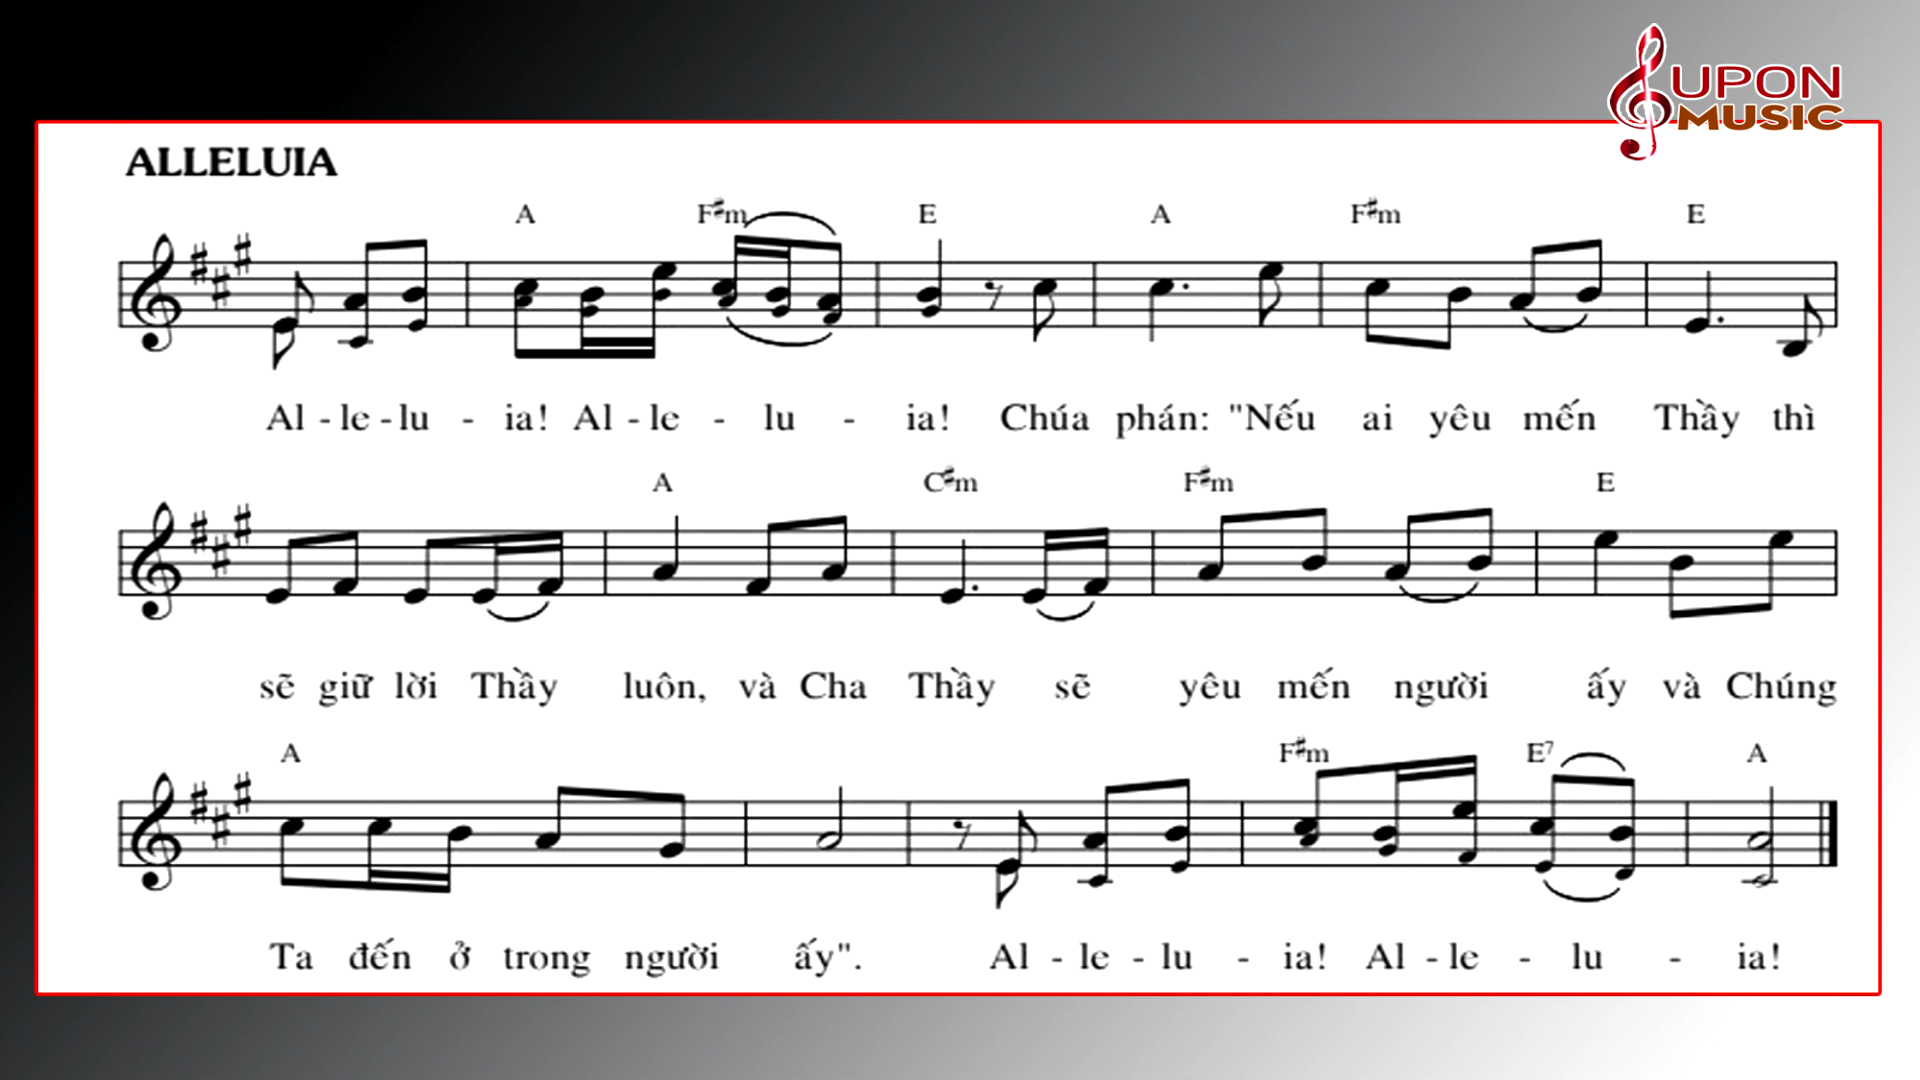 UPON
MUSIC
ALLELUIA
A F#m E A F#m E
Al - le - lu - ia! Al - le - lu - ia! Chúa phán: "Nếu ai yêu mến Thầy thì
A C#m F#m E
sẽ giữ lời Thầy luôn, và Cha Thầy sẽ yêu mến người ấy và Chúng
A F#m E7 A
Ta đến ở trong người ấy". Al - le - lu - ia! Al - le - lu - ia!